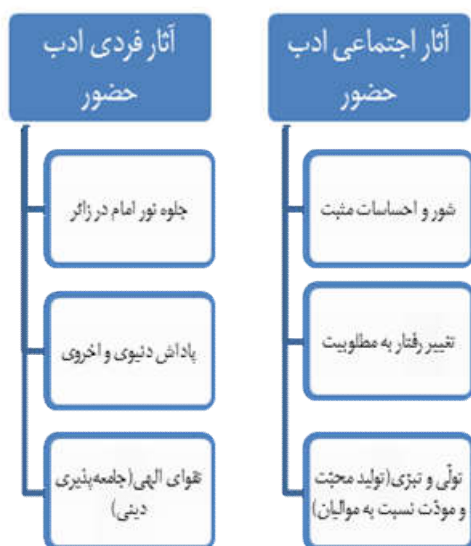 آثار اجتماعی ادب
حضور
شور و احساسات مثبت
تغییر رفتار به مطلوبیت
تولّی و تبرّی(تولید محبّت
و مودّت نسبت به موالیان)
آثار فردی ادب
حضور
جلوه نور امام در زائر
پاداش دنیوی و اخروی
تقوای الهی(جامعه‌پذیری
دینی)